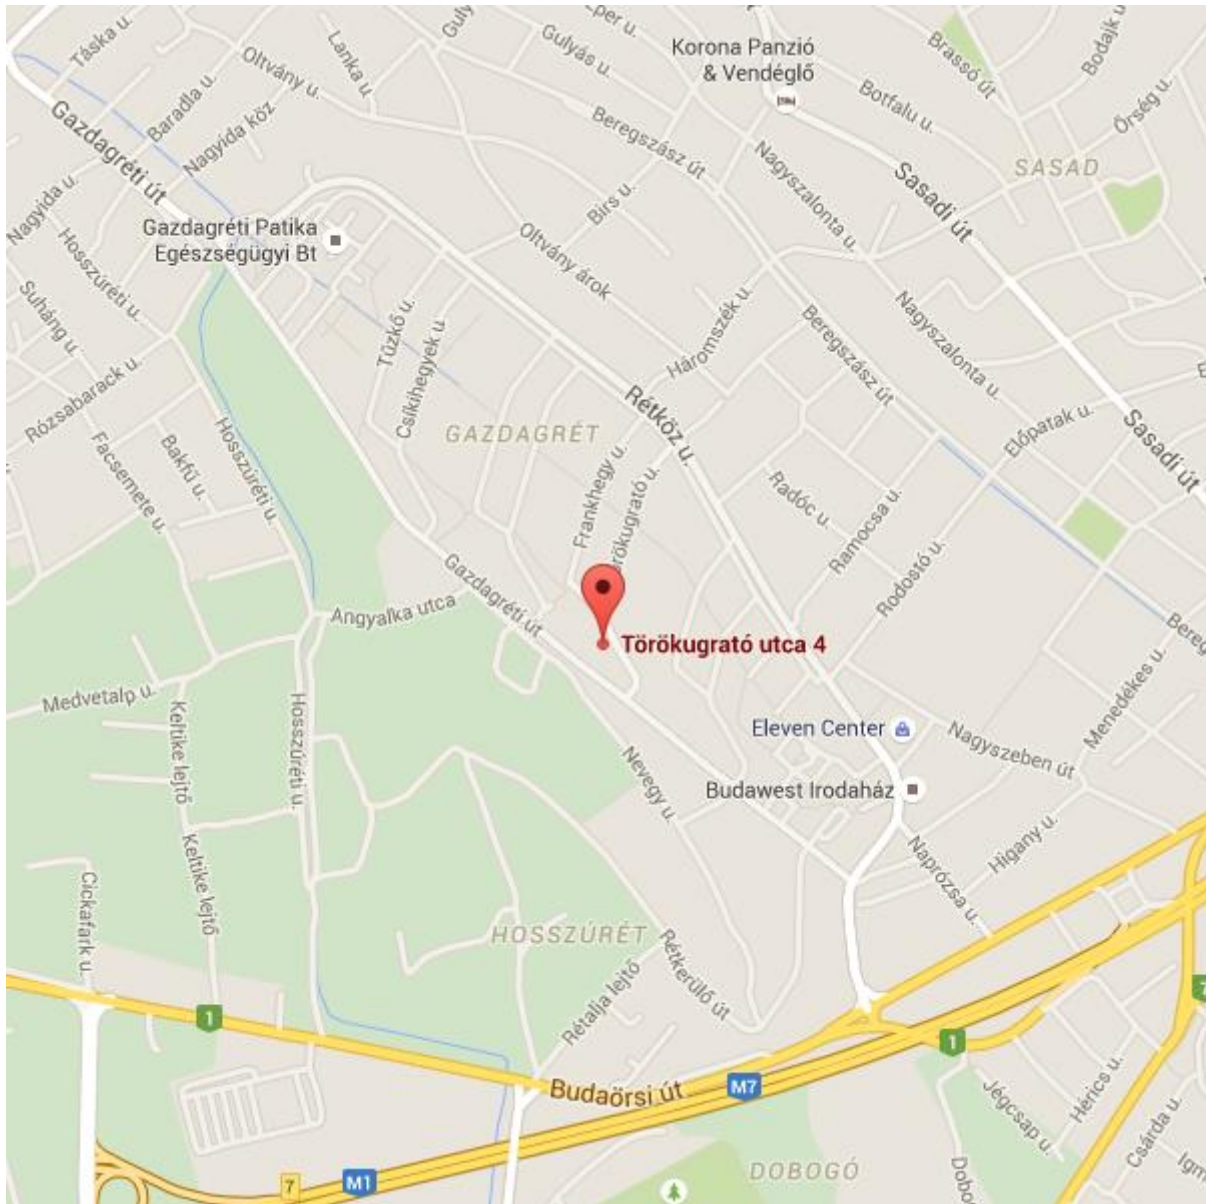 Táska u.
Oltvány u.
Lanka u.
Gulyás u.
Korona Panzió
& Vendéglő
Brassó út
Bodajk u.
Botfalu u.
Őrség u.
SASAD
Gazdagréti út
Baradla u.
Nagyida köz
Nagyida u.
Beregszász út
Birs u.
Nagyszalonta u.
Sasadi út
Gazdagréti Patika
Egészségügyi Bt
Hosszúréti u.
Oltvány árok
Suháng u.
Tűzkő u.
Csíkihegyek u.
Háromszék u.
Beregszász út
Nagyszalonta u.
Rózsabarack u.
Rétköz u.
GAZDAGRÉT
Előpatak u.
Sasadi út
Facsemete u.
Bakfű u.
Hosszúréti u.
Frankhegy u.
Radóc u.
Ramocsa u.
Rodostó u.
Gazdagréti út
Angyalka utca
Törökugrató utca 4
Medvetalp u.
Keltike lejtő
Hosszúréti u.
Menedékes u.
Eleven Center
Nagyszeben út
Nevegy u.
Budawest Irodaház
Keltike lejtő
Higany u.
Naprózsa u.
Cickafark u.
HOSSZÚRÉT
Rétkerülő út
Rétalja lejtő
1
7
1
Budaörsi út
M7
Jégcsap u.
Hérics u.
Csárda u.
7
M1
DOBOGÓ